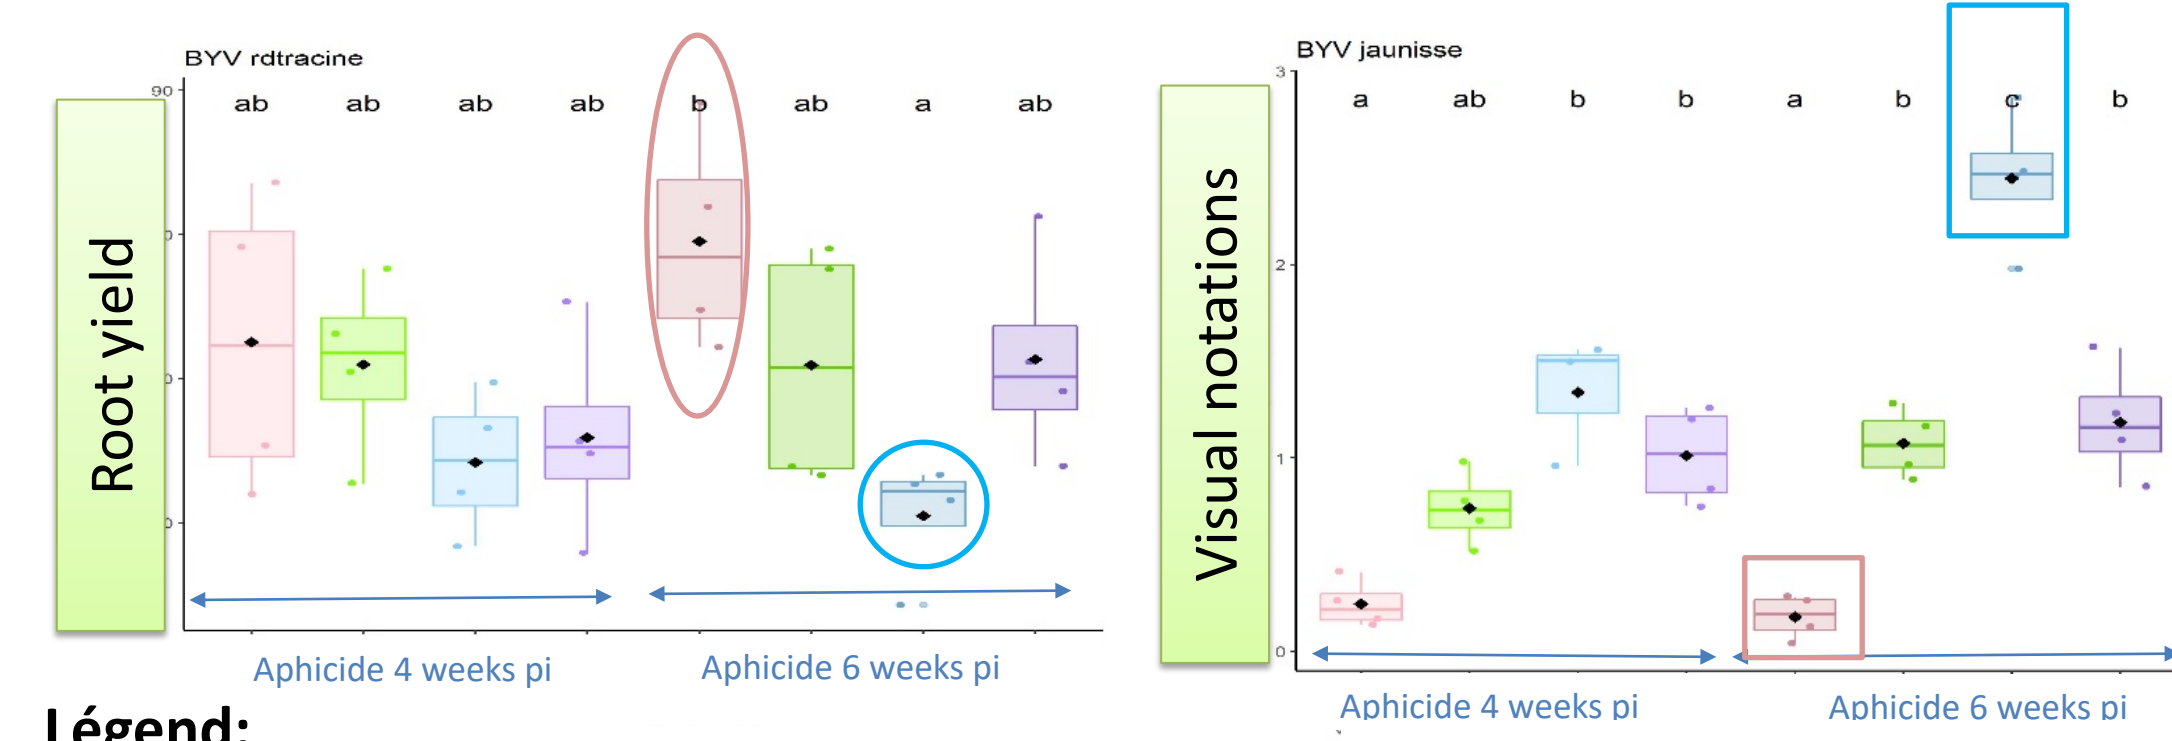 BYV rdtracine
90
ab ab ab ab b ab a ab
Root yield
Aphicide 4 weeks pi
Aphicide 6 weeks pi
BYV jaunisse
3
a ab b b a b c b
2
1
0
Visual notations
Aphicide 4 weeks pi
Aphicide 6 weeks pi
Légend: